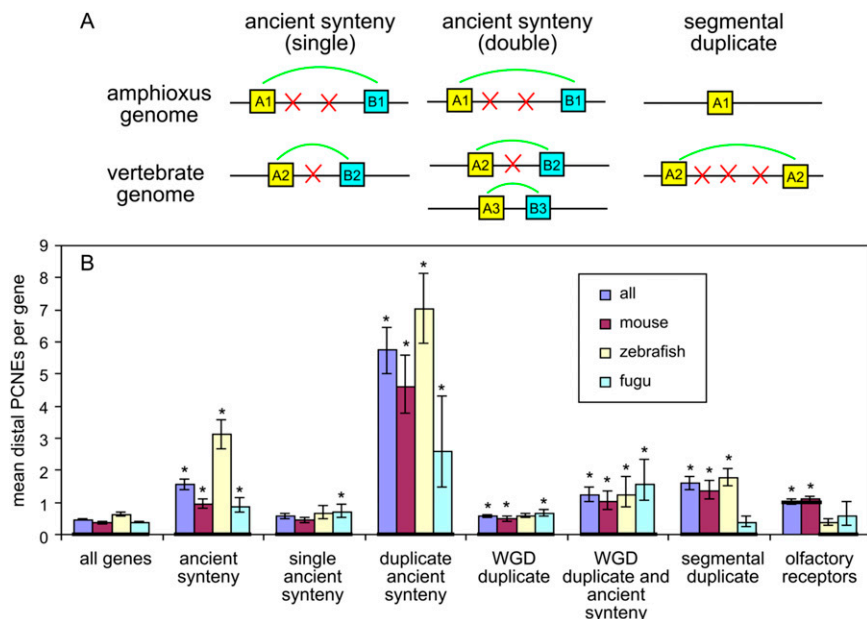 A
ancient synteny
(single)
ancient synteny
(double)
segmental
duplicate
amphioxus
genome
A1
B1
A1
B1
A1
vertebrate
genome
A2
B2
A2
B2
A3
B3
A2
A2
B
mean distal PCNEs per gene
9
8
7
6
5
4
3
2
1
0
all
mouse
zebrafish
fugu
* * * *
*
* * * *
* * *
* * * *
* * *
* *
all genes
ancient
synteny
single
ancient
synteny
duplicate
ancient
synteny
WGD
duplicate
WGD
duplicate and
ancient
synteny
segmental
duplicate
olfactory
receptors